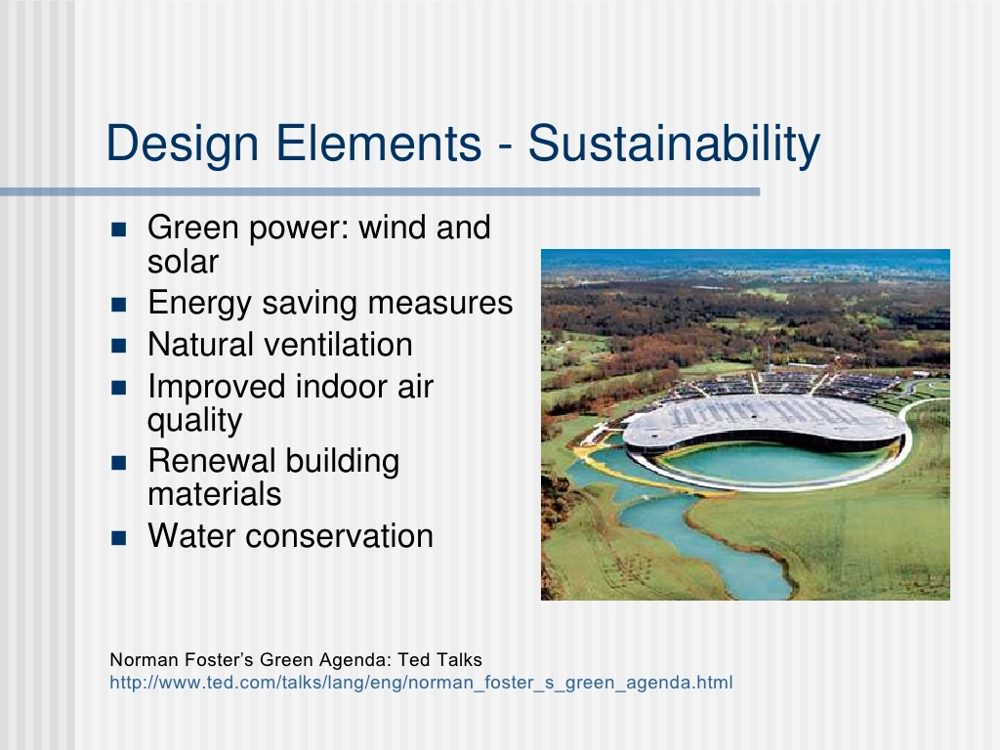 Design Elements - Sustainability
Green power: wind and
solar
Energy saving measures
Natural ventilation
Improved indoor air
quality
Renewal building
materials
Water conservation
Norman Foster’s Green Agenda: Ted Talks
http://www.ted.com/talks/lang/eng/norman_foster_s_green_agenda.html